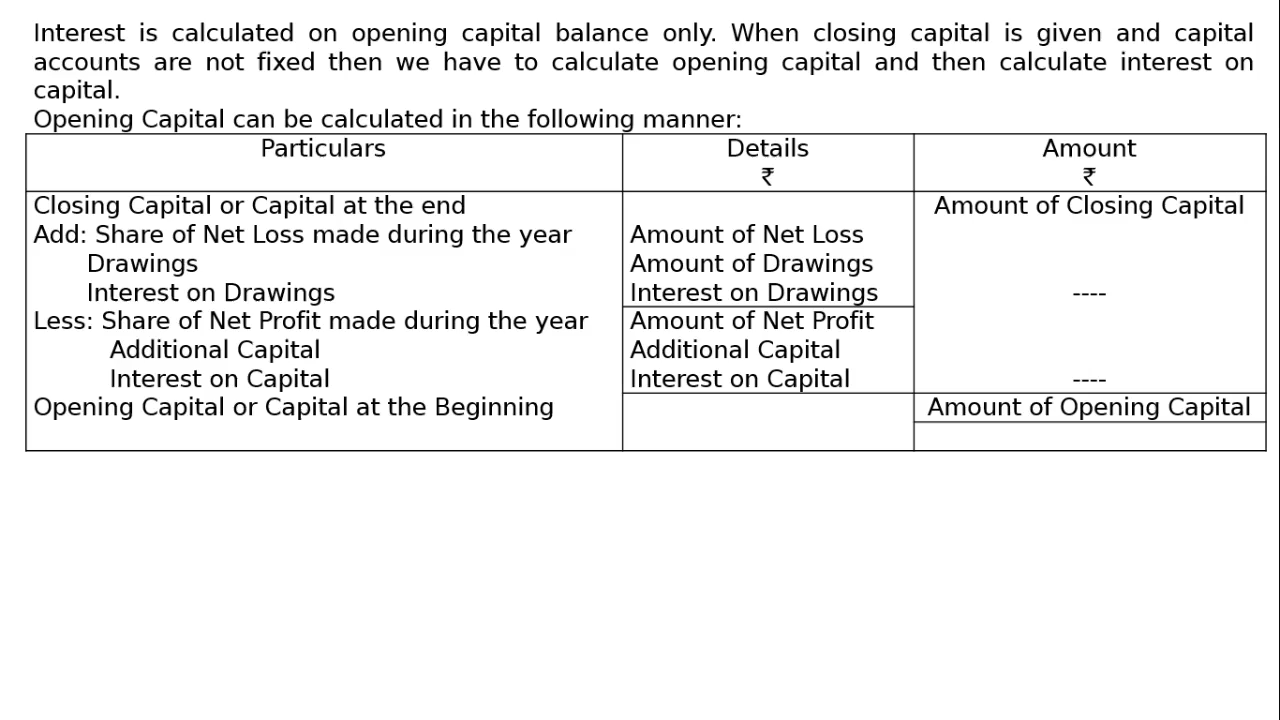 Interest is calculated on opening capital balance only. When closing capital is given and capital
accounts are not fixed then we have to calculate opening capital and then calculate interest on
capital.
Opening Capital can be calculated in the following manner:
Particulars Details Amount
₹ ₹
Closing Capital or Capital at the end Amount of Closing Capital
Add: Share of Net Loss made during the year Amount of Net Loss
Drawings Amount of Drawings
Interest on Drawings Interest on Drawings ----
Less: Share of Net Profit made during the year Amount of Net Profit
Additional Capital Additional Capital
Interest on Capital Interest on Capital ----
Opening Capital or Capital at the Beginning Amount of Opening Capital